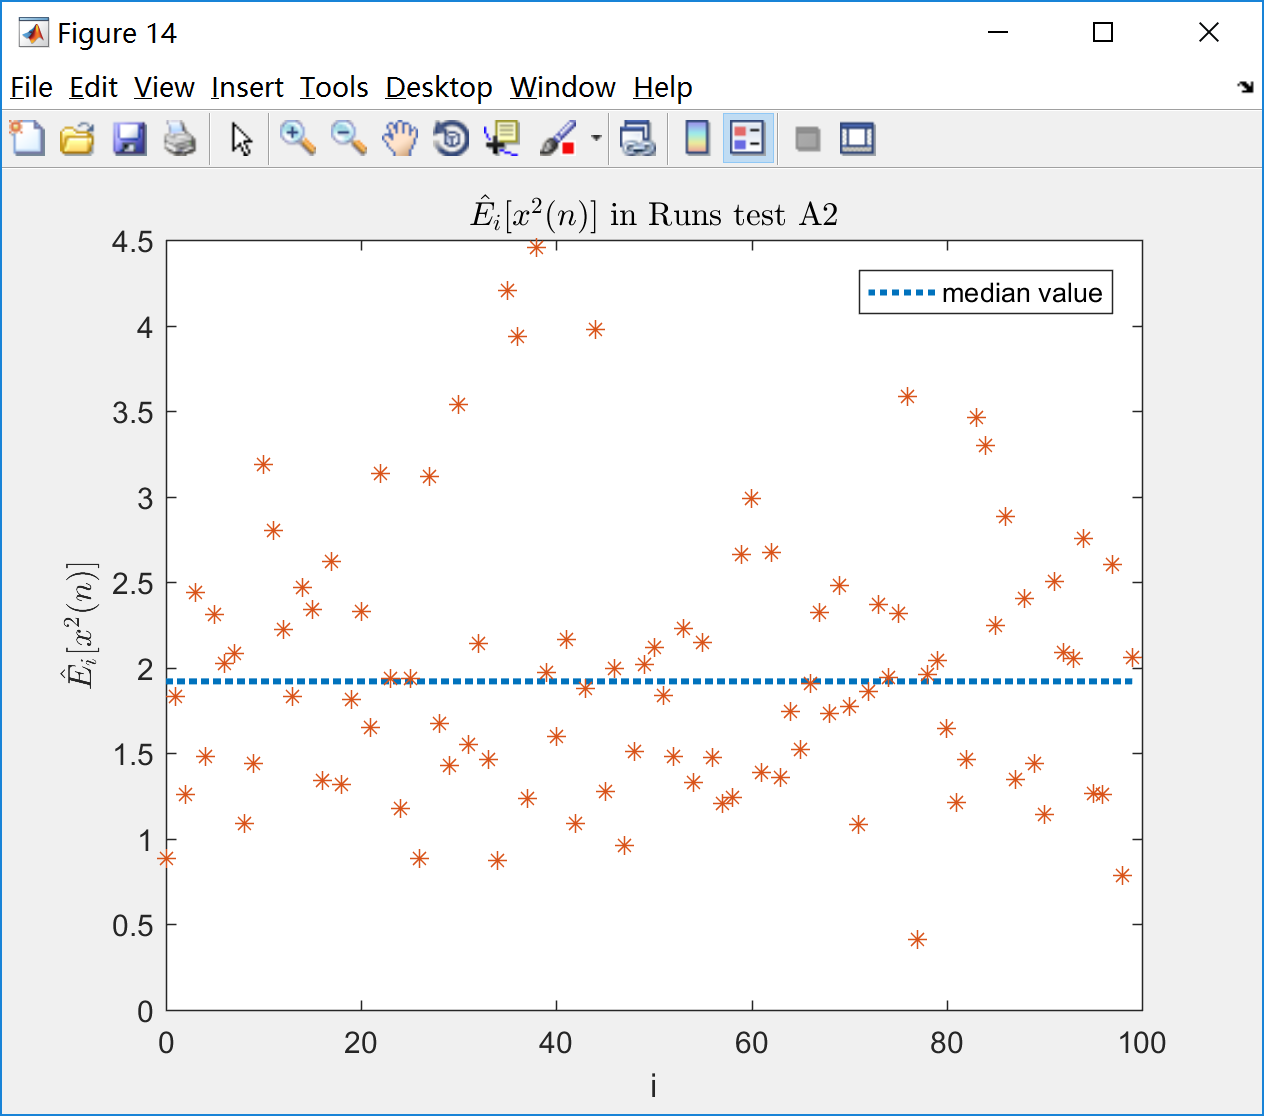 Figure 14
File Edit View Insert Tools Desktop Window Help
Ê_i[x²(n)] in Runs test A2
median value
4.5
4
3.5
3
2.5
2
1.5
1
0.5
0
Ê_i[x²(n)]
0 20 40 60 80 100
i